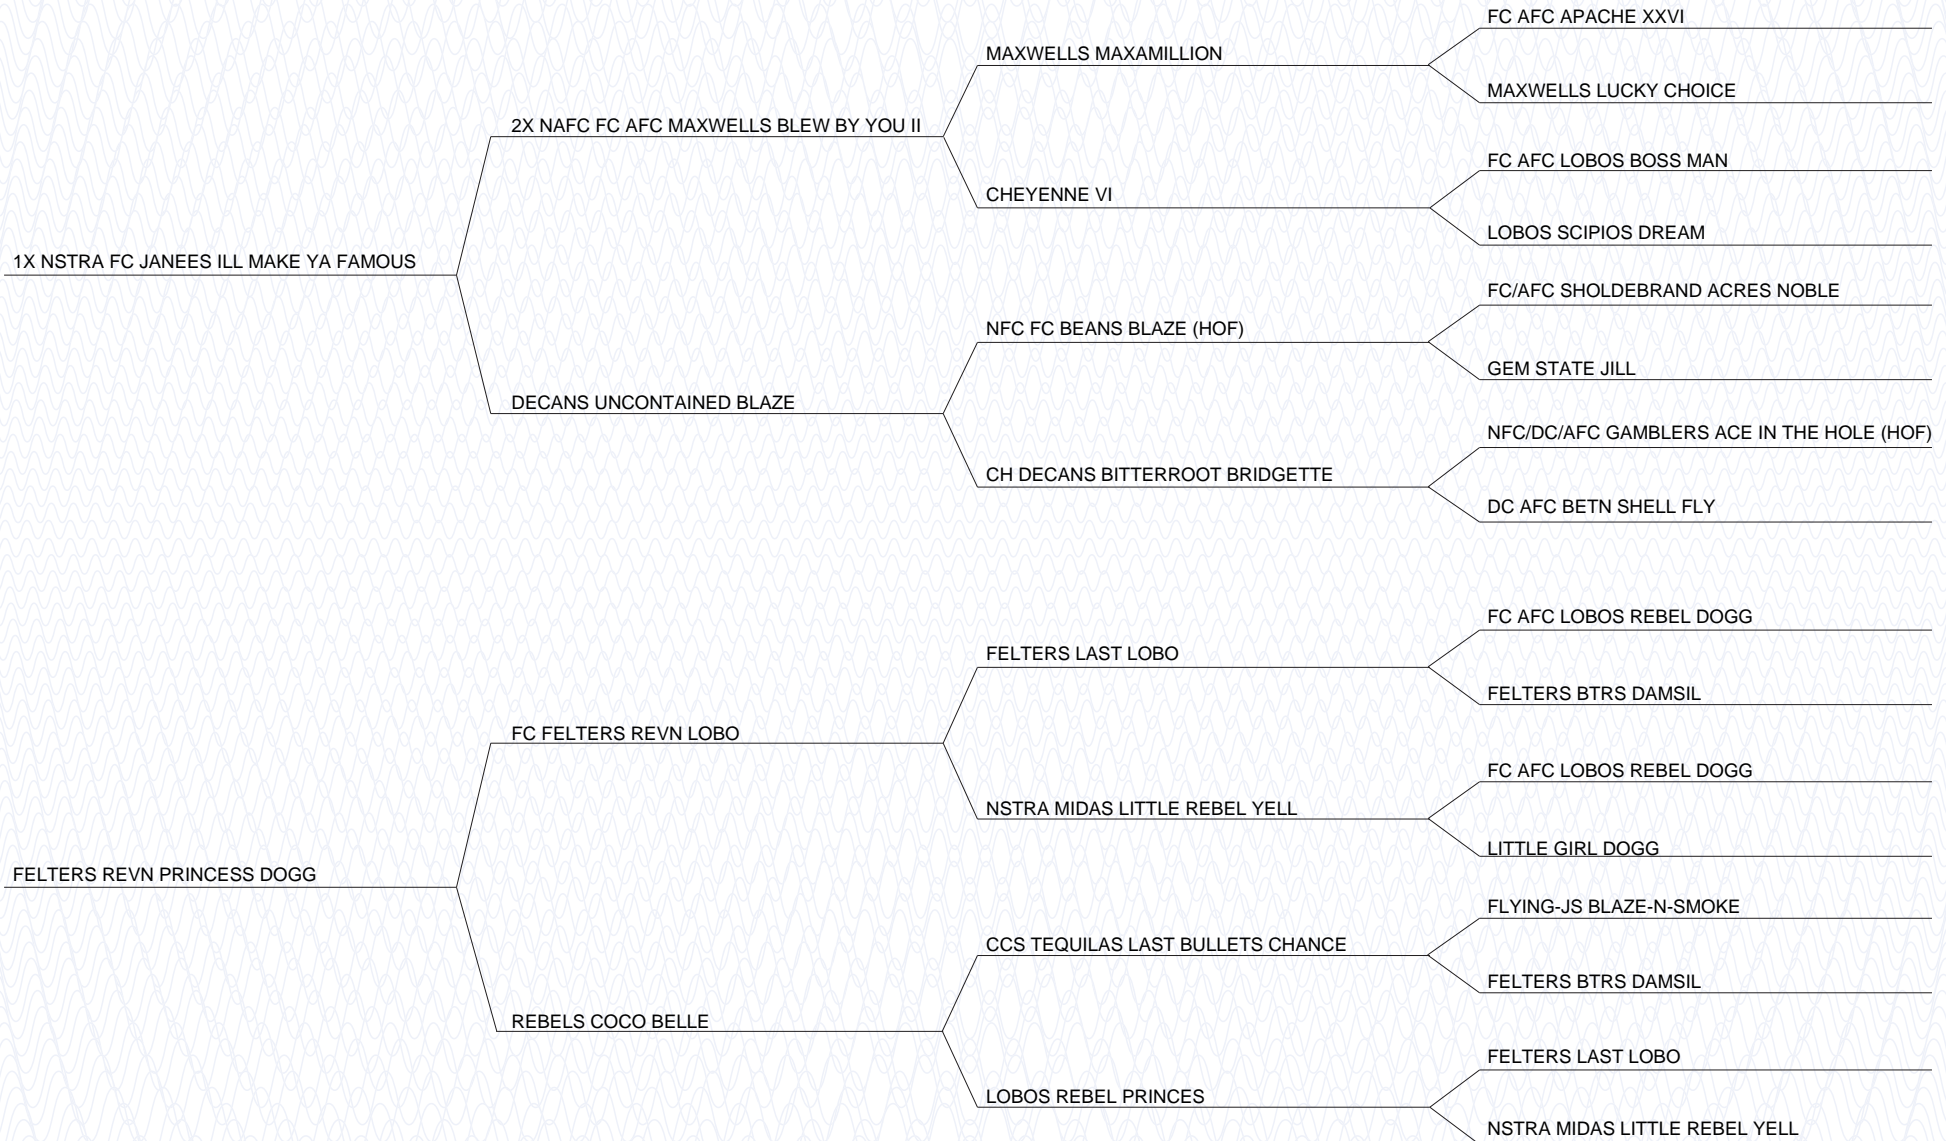 FC AFC APACHE XXVI
MAXWELLS MAXAMILLION
MAXWELLS LUCKY CHOICE
2X NAFC FC AFC MAXWELLS BLEW BY YOU II
FC AFC LOBOS BOSS MAN
CHEYENNE VI
LOBOS SCIPIOS DREAM
1X NSTRA FC JANEES ILL MAKE YA FAMOUS
FC/AFC SHOLDEBRAND ACRES NOBLE
NFC FC BEANS BLAZE (HOF)
GEM STATE JILL
DECANS UNCONTAINED BLAZE
NFC/DC/AFC GAMBLERS ACE IN THE HOLE (HOF)
CH DECANS BITTERROOT BRIDGETTE
DC AFC BETN SHELL FLY
FC AFC LOBOS REBEL DOGG
FELTERS LAST LOBO
FELTERS BTRS DAMSIL
FC FELTERS REVN LOBO
FC AFC LOBOS REBEL DOGG
NSTRA MIDAS LITTLE REBEL YELL
LITTLE GIRL DOGG
FELTERS REVN PRINCESS DOGG
FLYING-JS BLAZE-N-SMOKE
CCS TEQUILAS LAST BULLETS CHANCE
FELTERS BTRS DAMSIL
REBELS COCO BELLE
FELTERS LAST LOBO
LOBOS REBEL PRINCES
NSTRA MIDAS LITTLE REBEL YELL